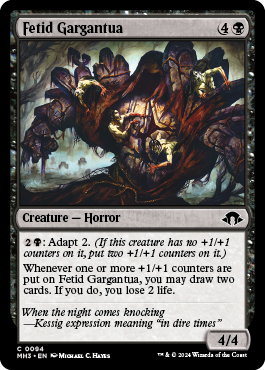 Fetid Gargantua 4
Creature — Horror
2 : Adapt 2. (If this creature has no +1/+1
counters on it, put two +1/+1 counters on it.)
Whenever one or more +1/+1 counters are
put on Fetid Gargantua, you may draw two
cards. If you do, you lose 2 life.
When the night comes knocking
—Kessig expression meaning “in dire times”
4/4
C 0094
MH3 • EN Michael C. Hayes ™ & © 2024 Wizards of the Coast